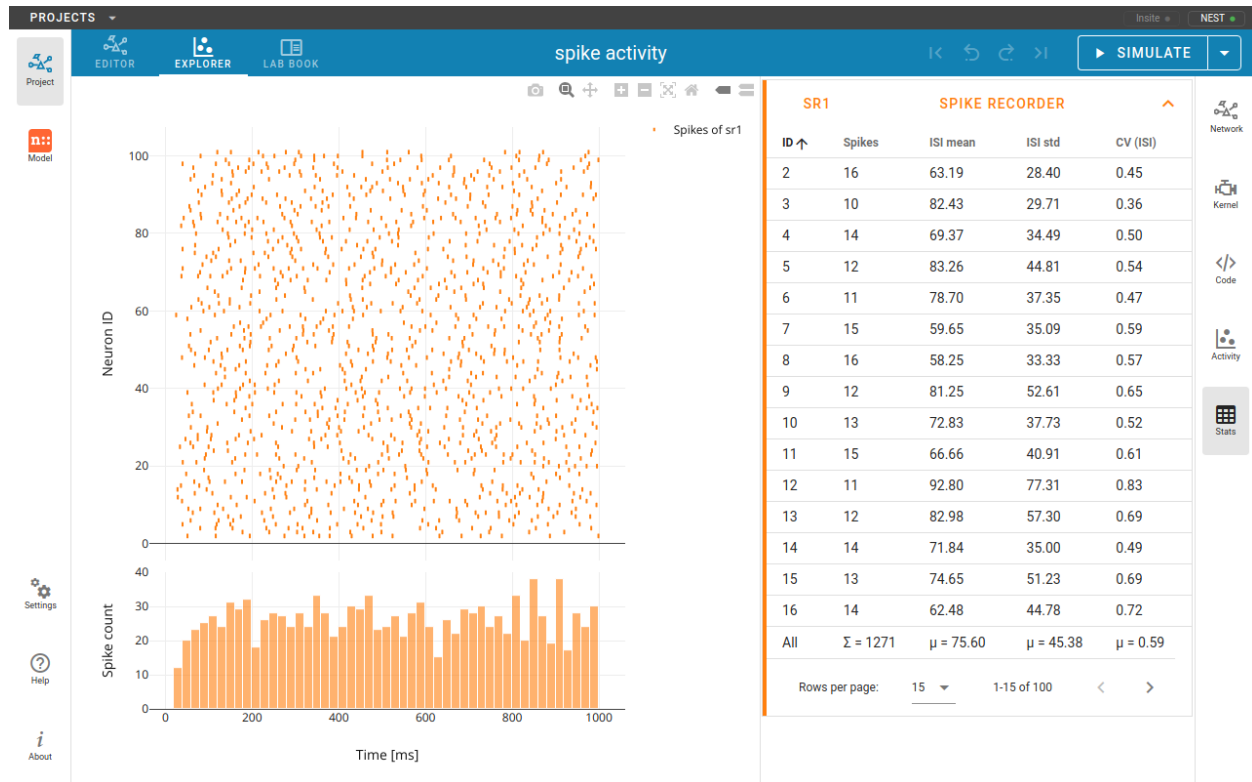 PROJECTS
Insite
NEST
Project
EDITOR
EXPLORER
LAB BOOK
spike activity
SIMULATE
n::
Model
Spikes of sr1
100
80
60
40
20
0
Neuron ID
40
30
20
10
0
Spike count
0 200 400 600 800 1000
Time [ms]
SR1 SPIKE RECORDER
ID Spikes ISI mean ISI std CV (ISI)
2 16 63.19 28.40 0.45
3 10 82.43 29.71 0.36
4 14 69.37 34.49 0.50
5 12 83.26 44.81 0.54
6 11 78.70 37.35 0.47
7 15 59.65 35.09 0.59
8 16 58.25 33.33 0.57
9 12 81.25 52.61 0.65
10 13 72.83 37.73 0.52
11 15 66.66 40.91 0.61
12 11 92.80 77.31 0.83
13 12 82.98 57.30 0.69
14 14 71.84 35.00 0.49
15 13 74.65 51.23 0.69
16 14 62.48 44.78 0.72
All Σ = 1271 μ = 75.60 μ = 45.38 μ = 0.59
Rows per page: 15 1-15 of 100
Network
Kernel
</>
Code
Activity
Stats
Settings
?
Help
i
About